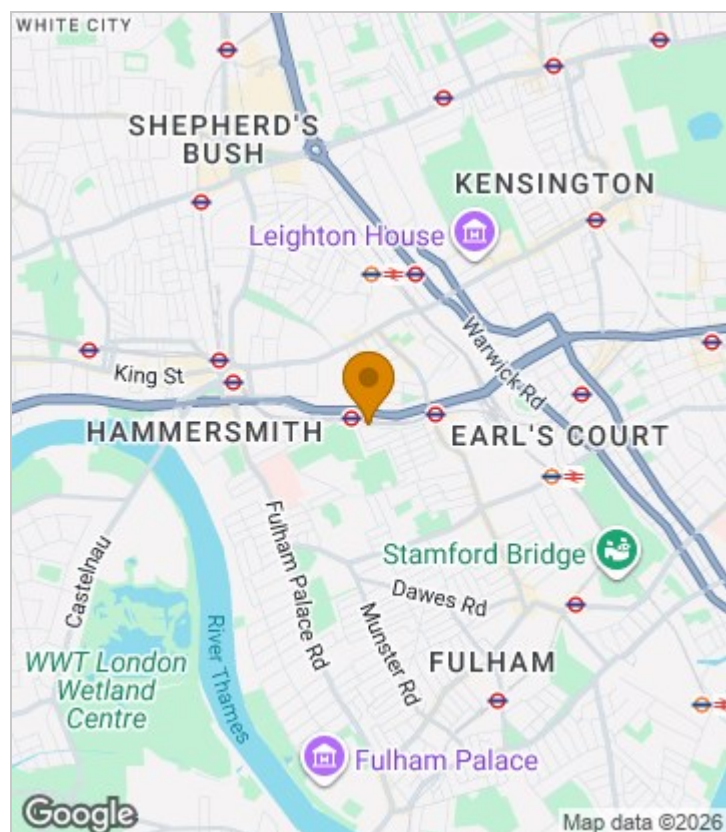 WHITE CITY
SHEPHERD'S
BUSH
KENSINGTON
Leighton House
Warwick Rd
King St
HAMMERSMITH
EARL'S COURT
Fulham Palace Rd
Castelnau
Stamford Bridge
Dawes Rd
Munster Rd
River Thames
WWT London
Wetland
Centre
FULHAM
Fulham Palace
Google
Map data ©2026